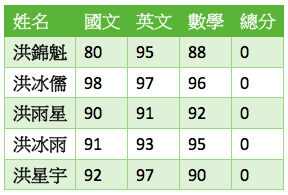 姓名 國文 英文 數學 總分
洪錦魁 80 95 88 0
洪冰儒 98 97 96 0
洪雨星 90 91 92 0
洪冰雨 91 93 95 0
洪星宇 92 97 90 0